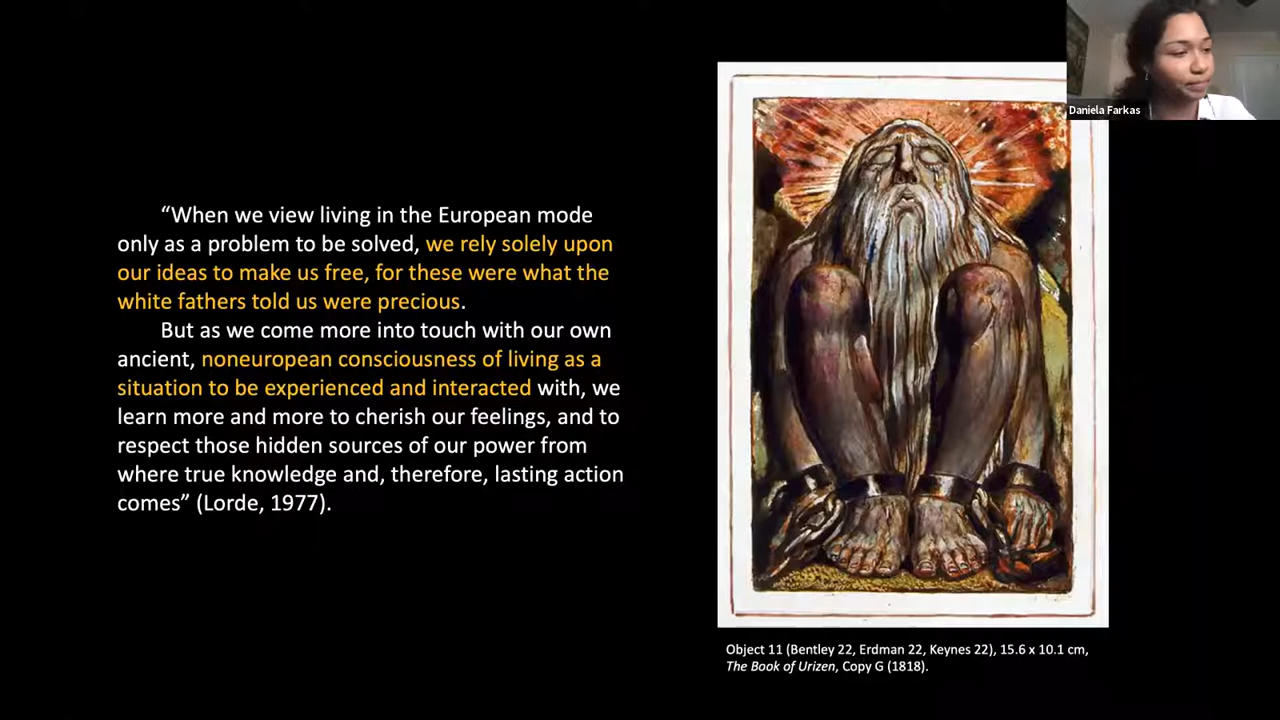 “When we view living in the European mode
only as a problem to be solved, we rely solely upon
our ideas to make us free, for these were what the
white fathers told us were precious.
But as we come more into touch with our own
ancient, noneuropean consciousness of living as a
situation to be experienced and interacted with, we
learn more and more to cherish our feelings, and to
respect those hidden sources of our power from
where true knowledge and, therefore, lasting action
comes” (Lorde, 1977).
Daniela Farkas
Object 11 (Bentley 22, Erdman 22, Keynes 22), 15.6 x 10.1 cm,
The Book of Urizen, Copy G (1818).